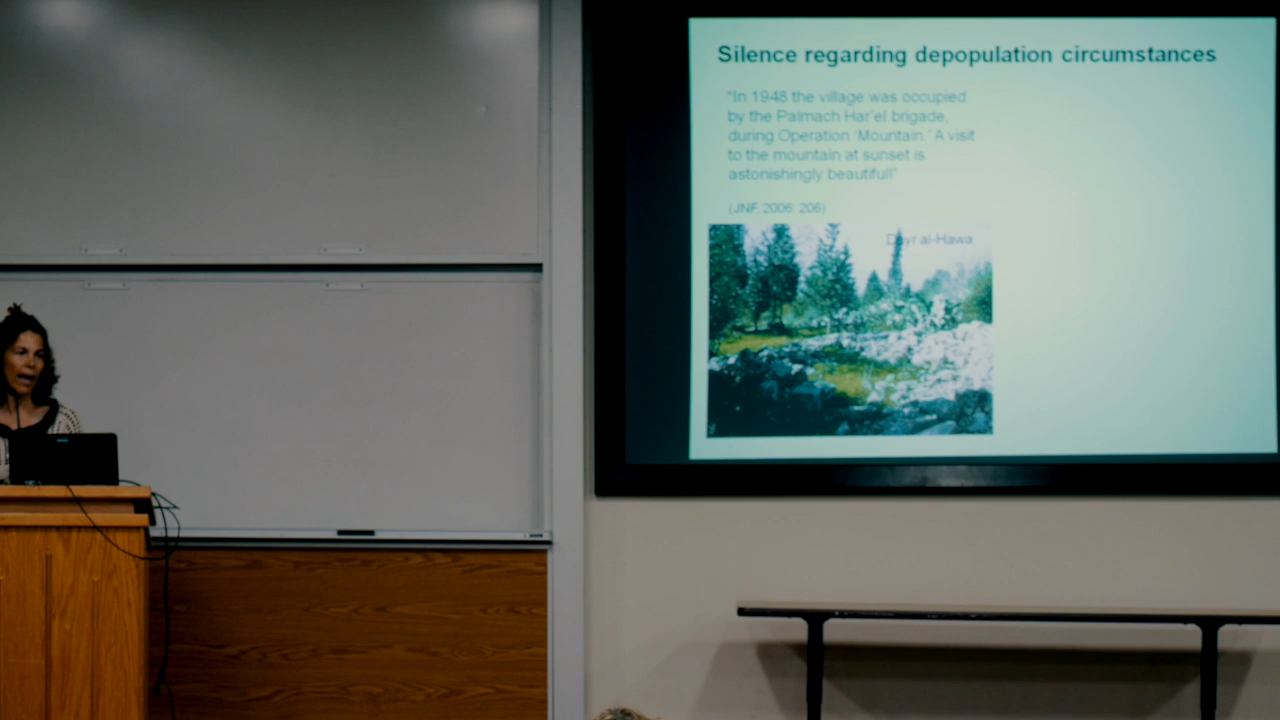 Silence regarding depopulation circumstances
"In 1948 the village was occupied
by the Palmach Har'el brigade,
during Operation 'Mountain.' A visit
to the mountain at sunset is
astonishingly beautiful!"
(JNF, 2006: 206)
Dayr al-Hawa